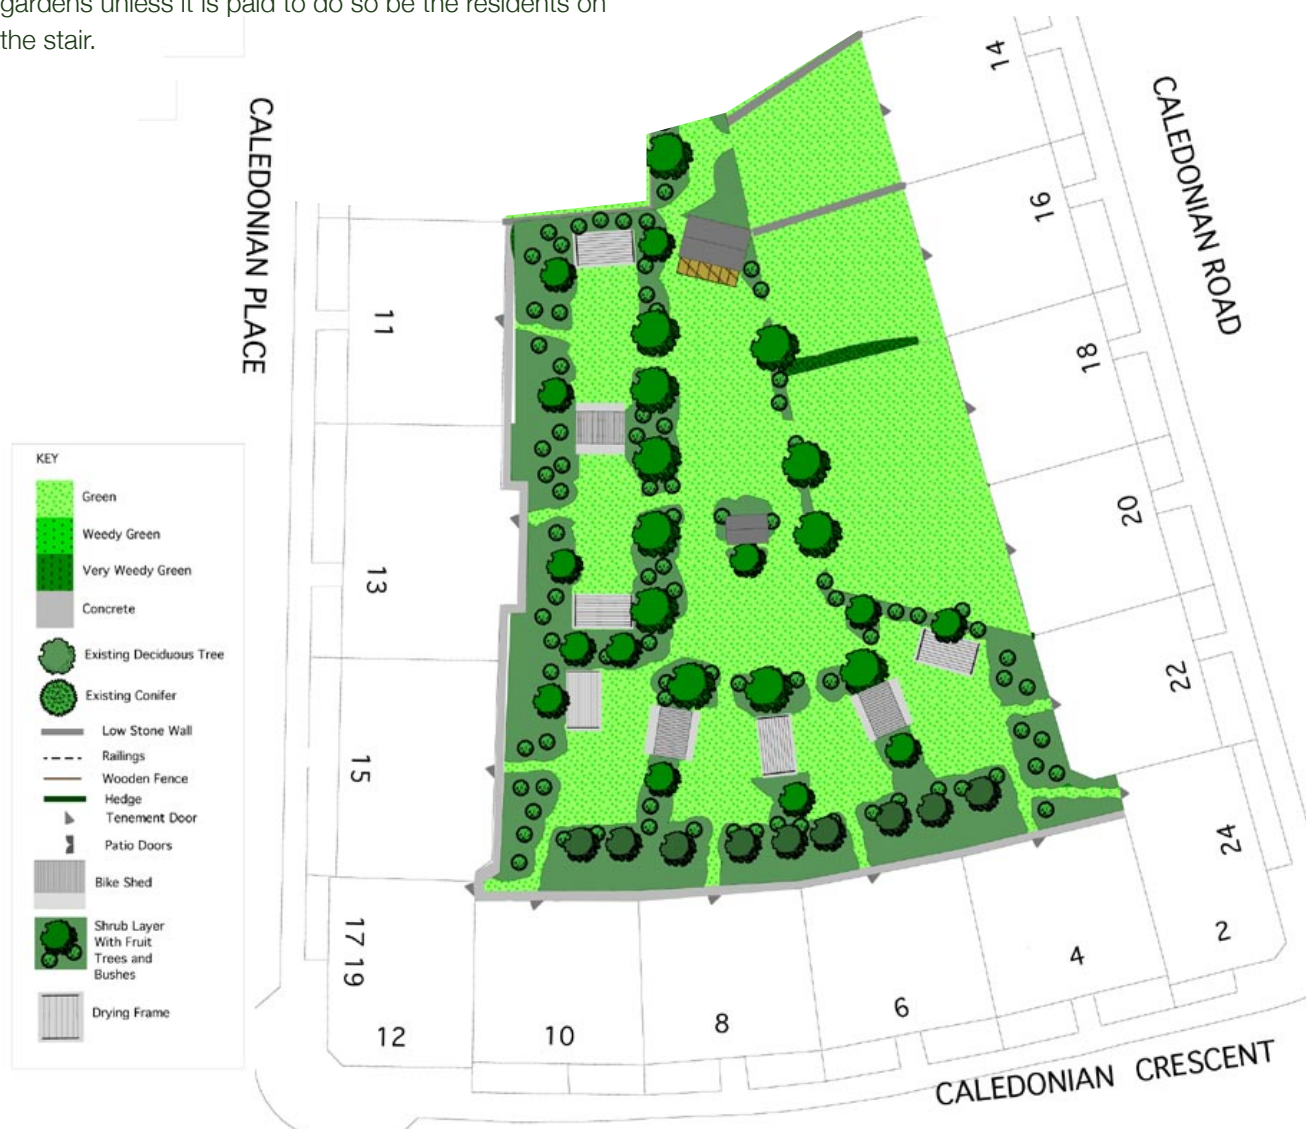 gardens unless it is paid to do so be the residents on
the stair.
CALEDONIAN PLACE
CALEDONIAN ROAD
14
16
18
20
22
24
11
13
15
17 19
12
10
8
6
4
2
CALEDONIAN CRESCENT
KEY
Green
Weedy Green
Very Weedy Green
Concrete
Existing Deciduous Tree
Existing Conifer
Low Stone Wall
Railings
Wooden Fence
Hedge
Tenement Door
Patio Doors
Bike Shed
Shrub Layer
With Fruit
Trees and
Bushes
Drying Frame